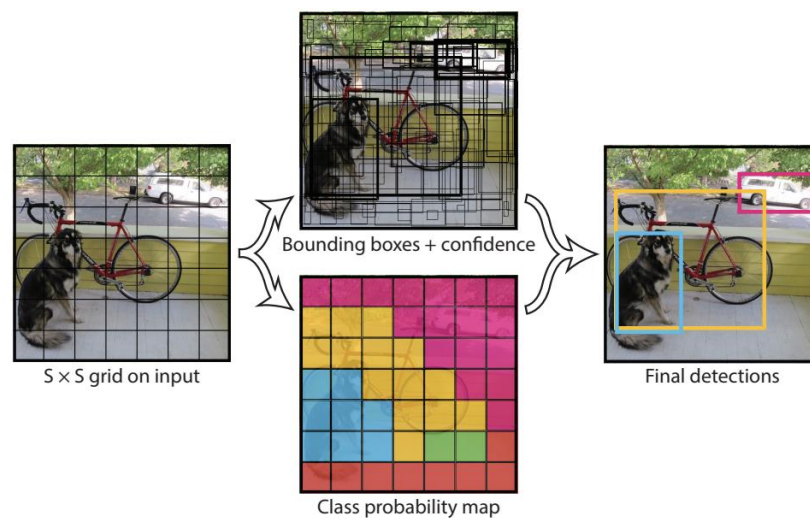 Bounding boxes + confidence
S × S grid on input
Final detections
Class probability map